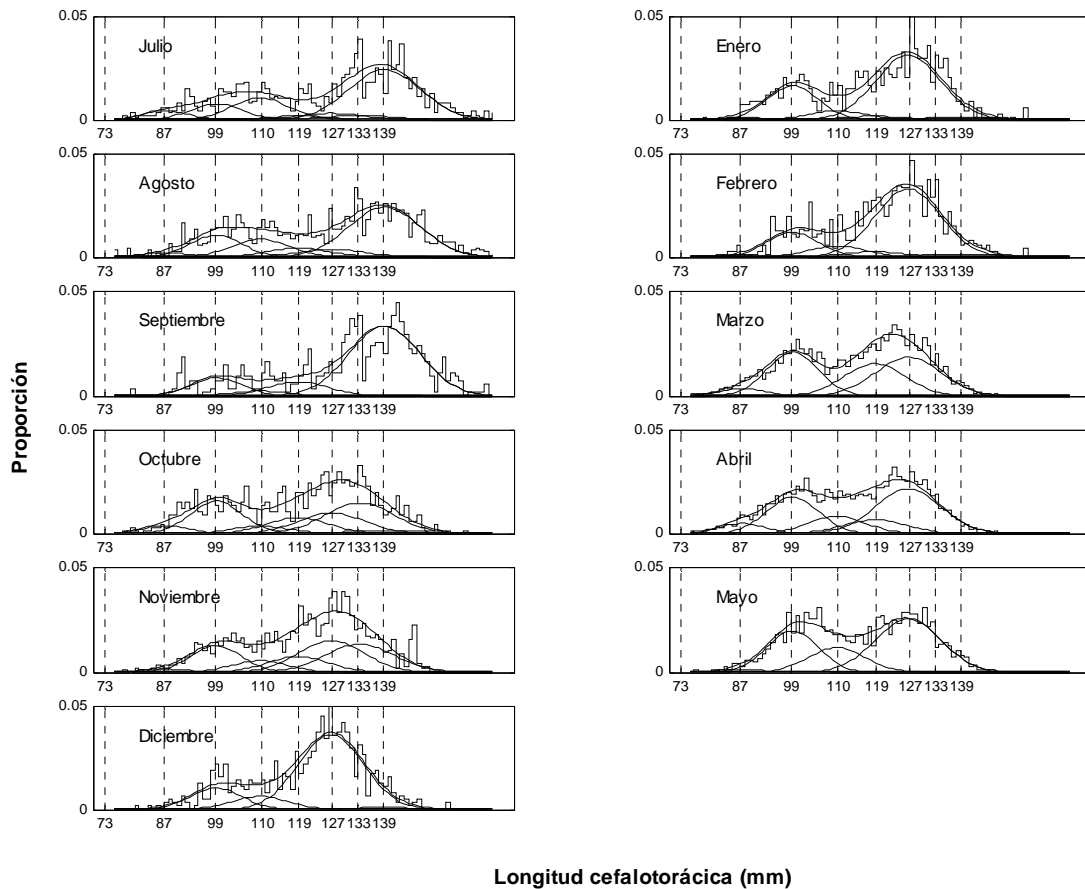 0.05
Julio
0
73 87 99 110 119 127 133 139
0.05
Agosto
0
73 87 99 110 119 127 133 139
0.05
Septiembre
0
73 87 99 110 119 127 133 139
0.05
Octubre
0
73 87 99 110 119 127 133 139
0.05
Noviembre
0
73 87 99 110 119 127 133 139
0.05
Diciembre
0
73 87 99 110 119 127 133 139
0.05
Enero
0
73 87 99 110 119 127 133 139
0.05
Febrero
0
73 87 99 110 119 127 133 139
0.05
Marzo
0
73 87 99 110 119 127 133 139
0.05
Abril
0
73 87 99 110 119 127 133 139
0.05
Mayo
0
73 87 99 110 119 127 133 139
Proporción
Longitud cefalotorácica (mm)